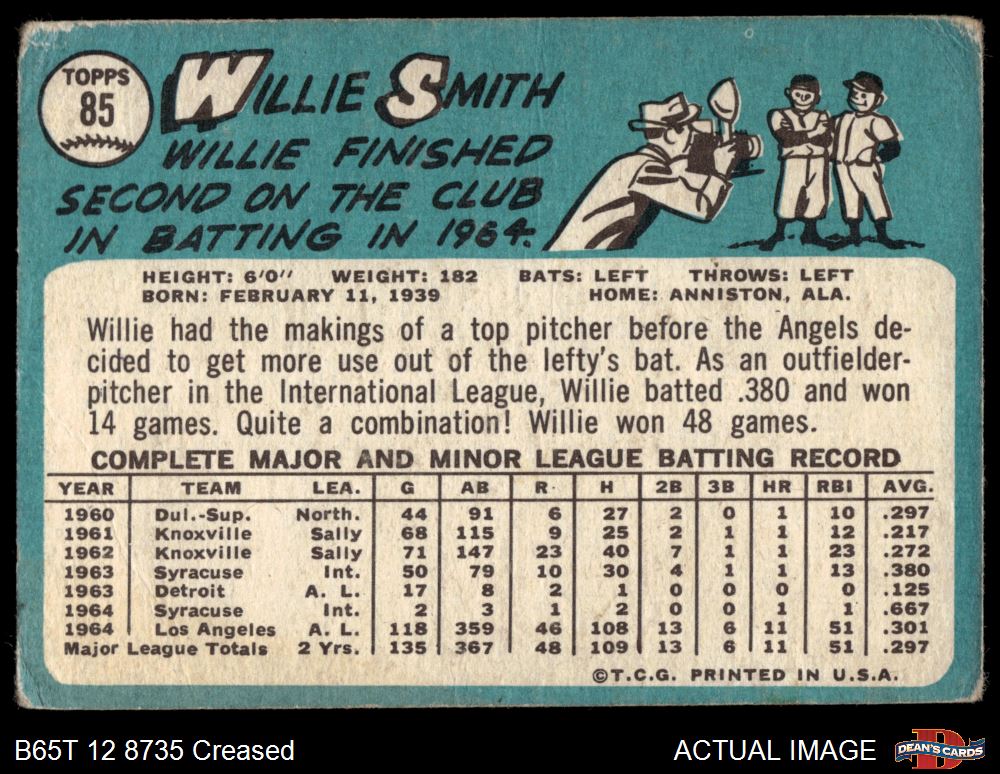 TOPPS
85
WILLIE SMITH
WILLIE FINISHED
SECOND ON THE CLUB
IN BATTING IN 1964.
HEIGHT: 6'0" WEIGHT: 182 BATS: LEFT THROWS: LEFT
BORN: FEBRUARY 11, 1939 HOME: ANNISTON, ALA.
Willie had the makings of a top pitcher before the Angels de-
cided to get more use out of the lefty's bat. As an outfielder-
pitcher in the International League, Willie batted .380 and won
14 games. Quite a combination! Willie won 48 games.
COMPLETE MAJOR AND MINOR LEAGUE BATTING RECORD
YEAR TEAM LEA. G AB R H 2B 3B HR RBI AVG.
1960 Dul.-Sup. North. 44 91 6 27 2 0 1 10 .297
1961 Knoxville Sally 68 115 9 25 2 1 1 12 .217
1962 Knoxville Sally 71 147 23 40 7 1 1 23 .272
1963 Syracuse Int. 50 79 10 30 4 1 1 13 .380
1963 Detroit A. L. 17 8 2 1 0 0 0 0 .125
1964 Syracuse Int. 2 3 1 2 0 0 1 1 .667
1964 Los Angeles A. L. 118 359 46 108 13 6 11 51 .301
Major League Totals 2 Yrs. 135 367 48 109 13 6 11 51 .297
©T.C.G. PRINTED IN U.S.A.
B65T 12 8735 Creased
ACTUAL IMAGE
DEAN'S CARDS